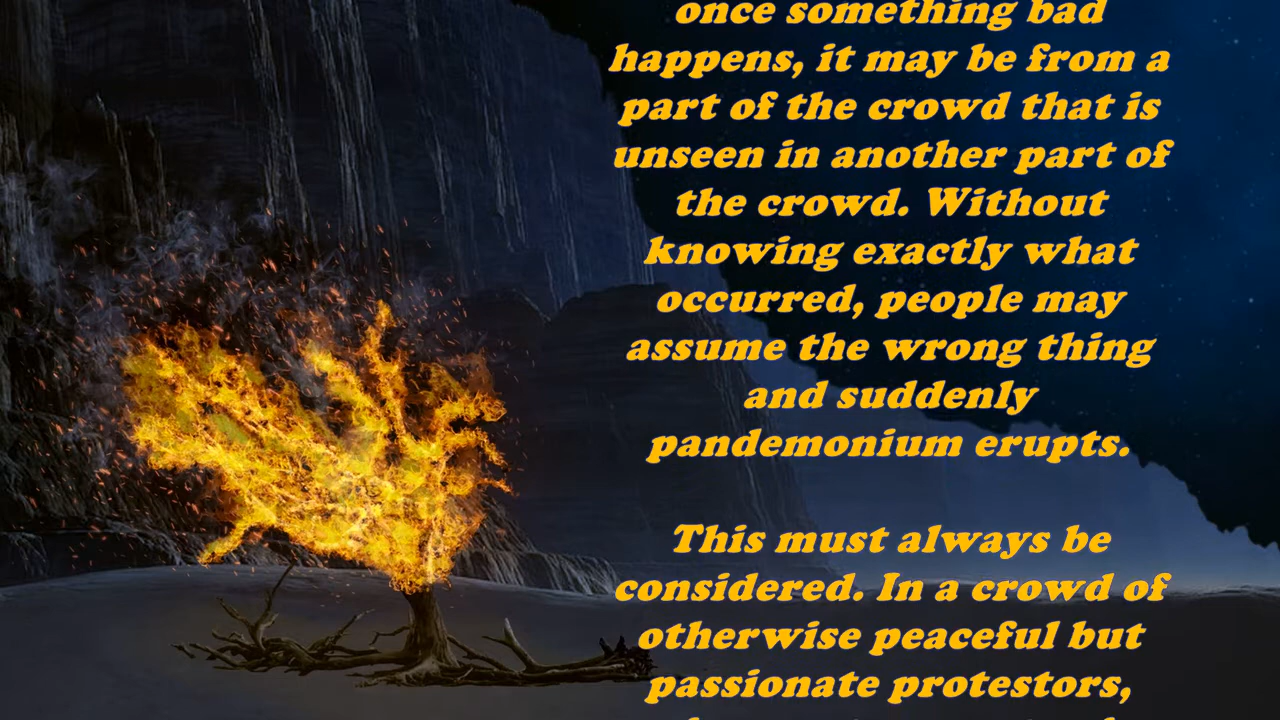 once something bad
happens, it may be from a
part of the crowd that is
unseen in another part of
the crowd. Without
knowing exactly what
occurred, people may
assume the wrong thing
and suddenly
pandemonium erupts.
This must always be
considered. In a crowd of
otherwise peaceful but
passionate protestors,